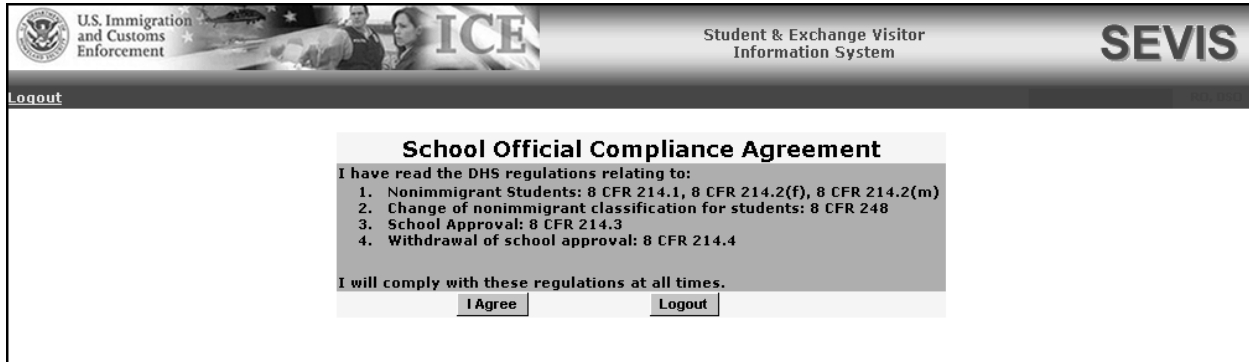 U.S. Immigration
and Customs
Enforcement
ICE
Student & Exchange Visitor
Information System
SEVIS
Logout
School Official Compliance Agreement
I have read the DHS regulations relating to:
1. Nonimmigrant Students: 8 CFR 214.1, 8 CFR 214.2(f), 8 CFR 214.2(m)
2. Change of nonimmigrant classification for students: 8 CFR 248
3. School Approval: 8 CFR 214.3
4. Withdrawal of school approval: 8 CFR 214.4
I will comply with these regulations at all times.
I Agree Logout